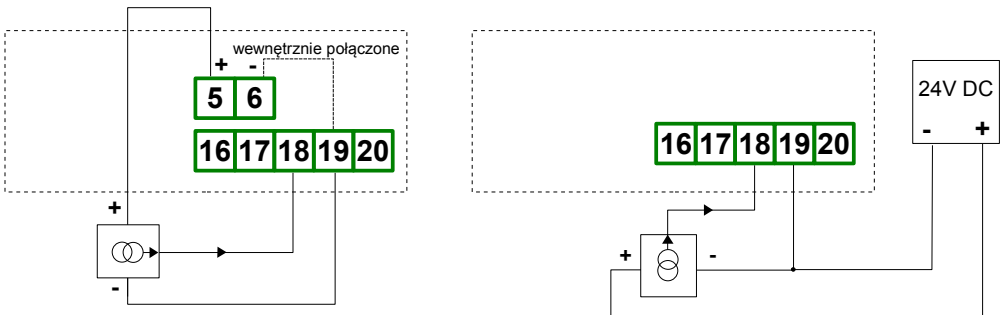 wewnętrznie połączone
+ -
5 6
16 17 18 19 20
+
-
16 17 18 19 20
24V DC
- +
+ -